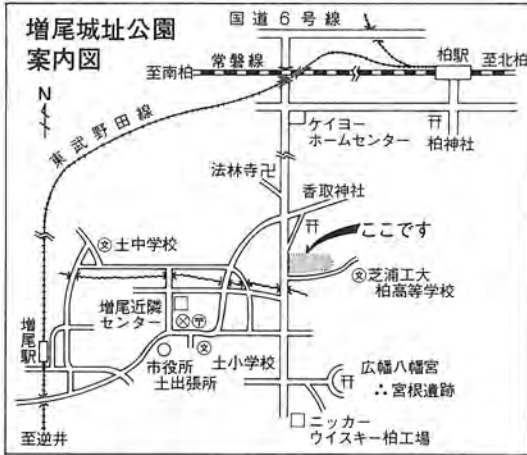 増尾城址公園
案内図
国道6号線
常磐線
至南柏
柏駅
至北柏
N
東武野田線
ケイヨー
ホームセンター
柏神社
法林寺卍
香取神社
ここです
文 土中学校
文 芝浦工大
柏高等学校
増尾近隣
センター
増尾駅
文
土小学校
市役所
土出張所
広幡八幡宮
∴宮根遺跡
至逆井
ニッカー
ウイスキー柏工場